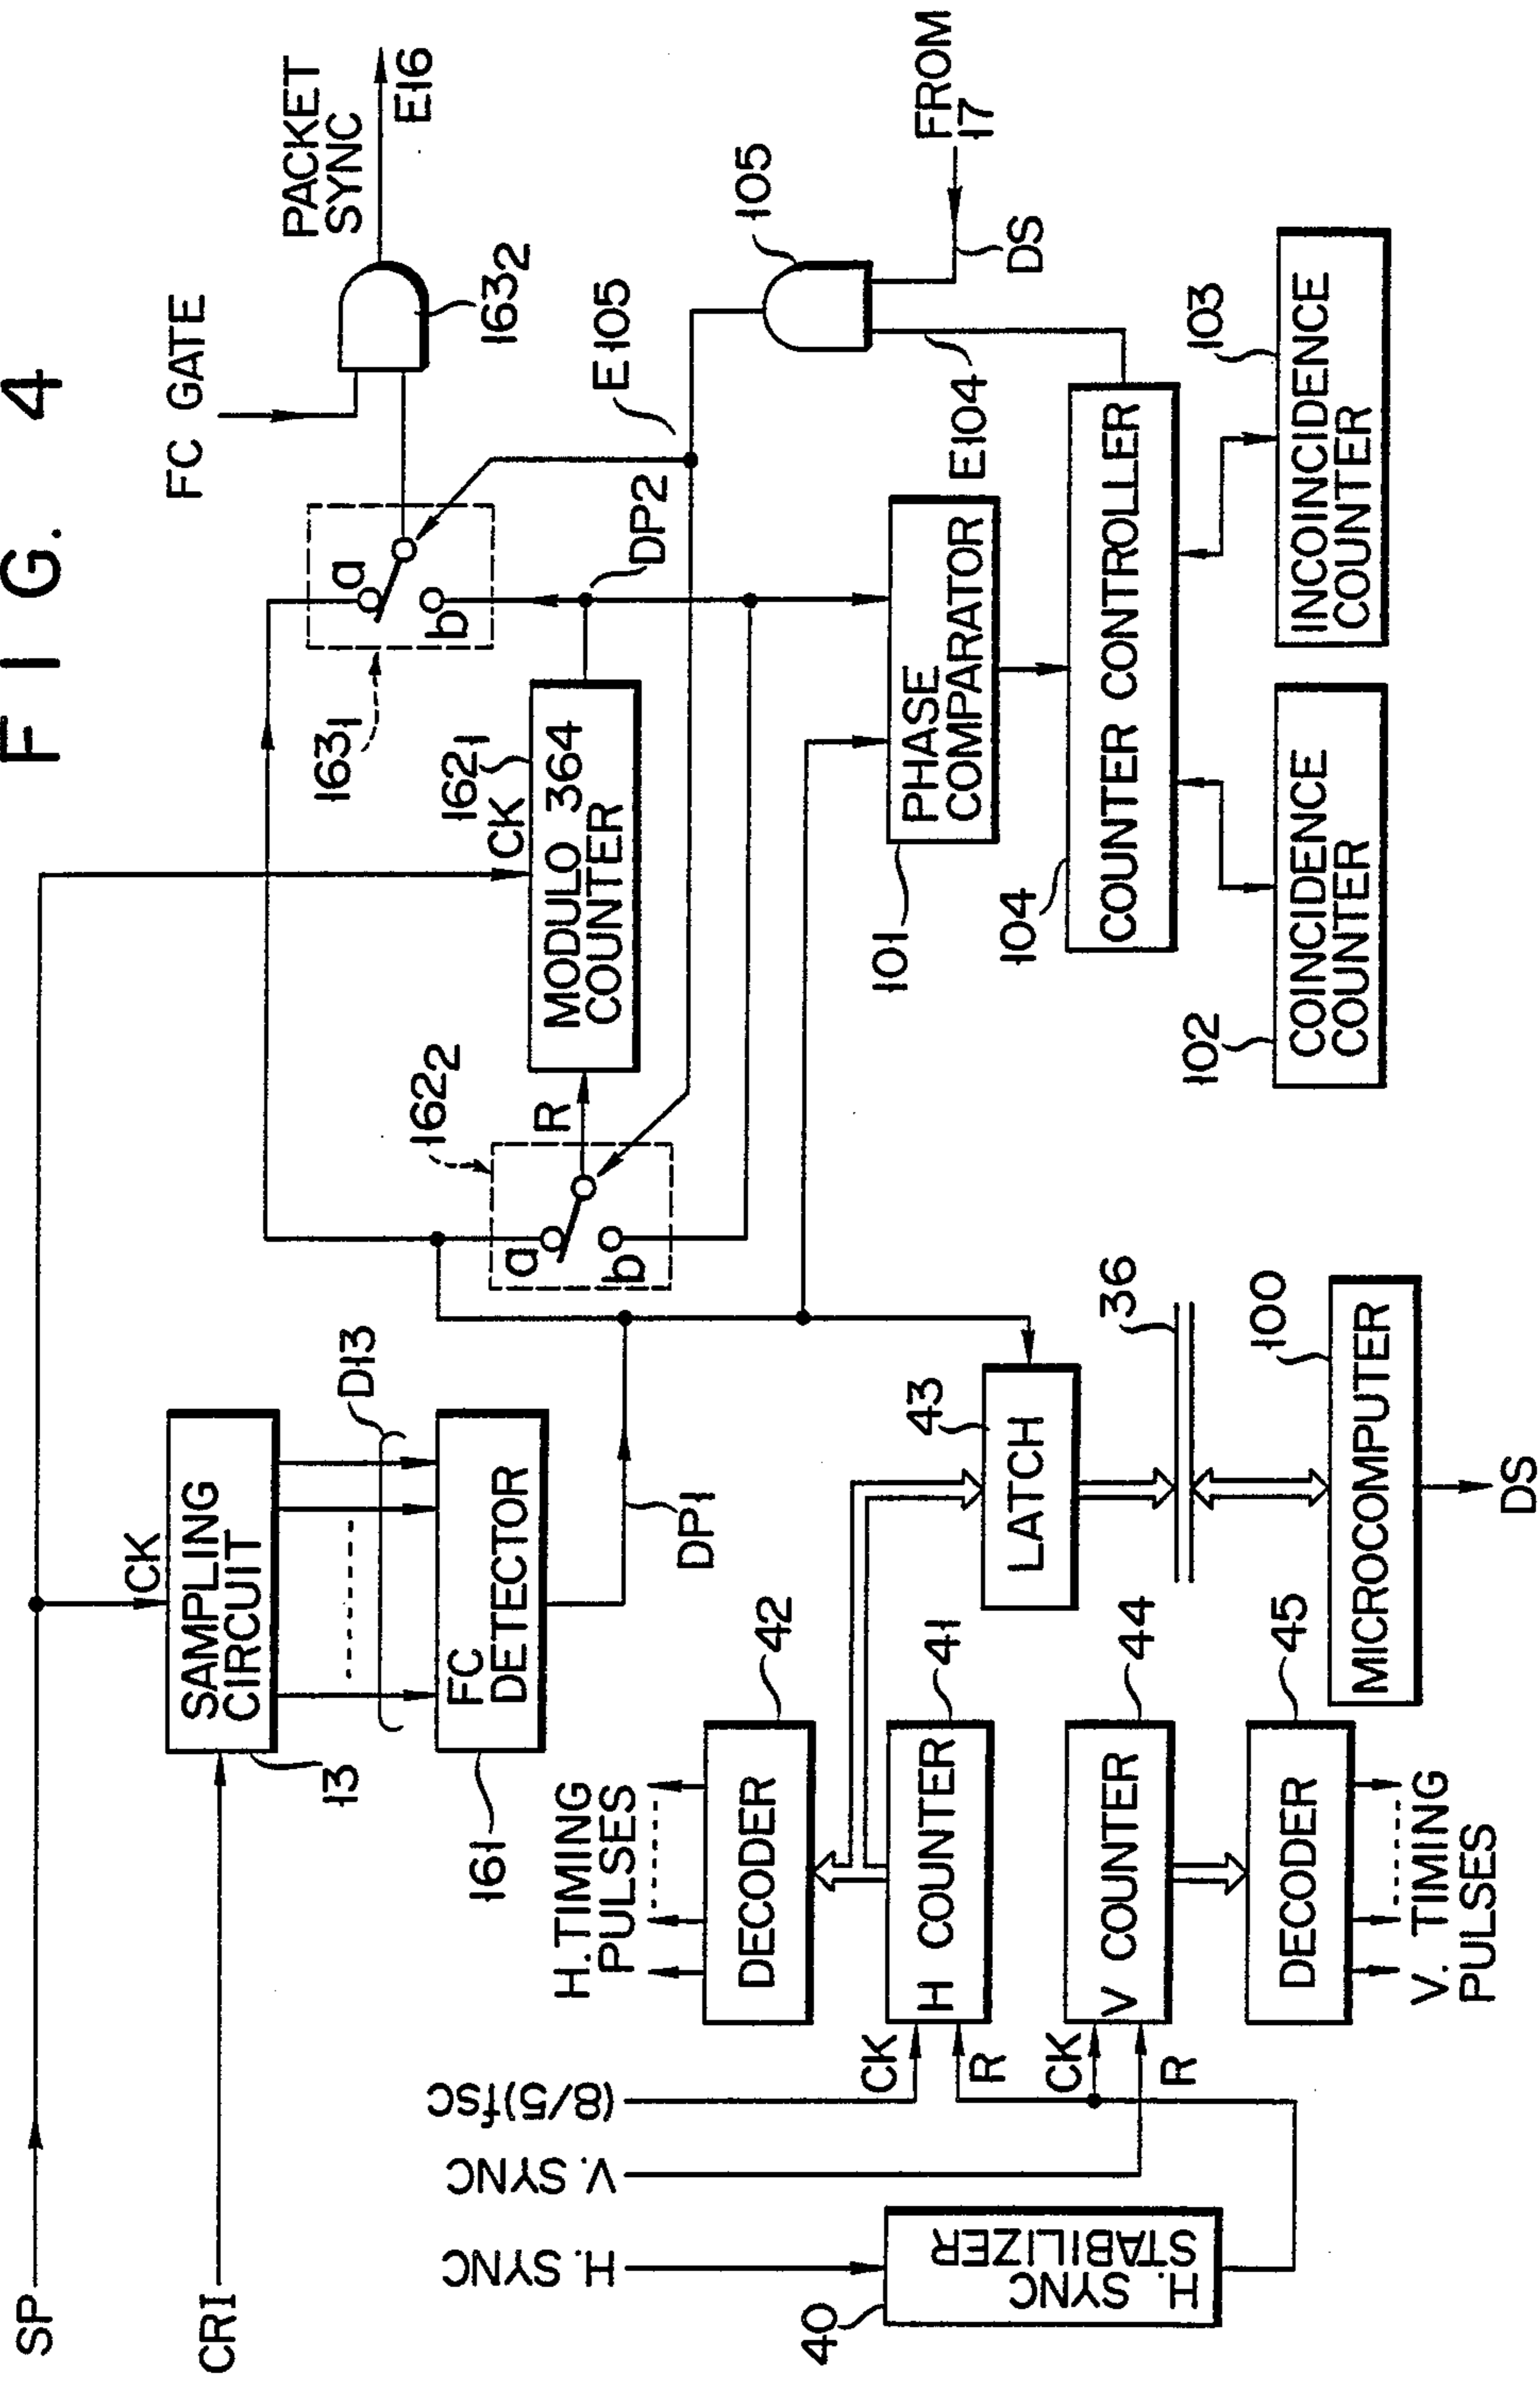 FIG. 4
SP
CRI
CK
SAMPLING
CIRCUIT
13
D13
FC
DETECTOR
161
DP1
FC GATE
PACKET
SYNC
E16
163₂
163₁
a
b
162₂
a
b
R
CK
162₁
MODULO 364
COUNTER
DP2
E105
105
FROM
17
DS
E104
PHASE
COMPARATOR
101
COUNTER CONTROLLER
104
COINCIDENCE
COUNTER
102
INCOINCIDENCE
COUNTER
103
H.TIMING
PULSES
DECODER
42
H COUNTER
41
CK
R
V COUNTER
44
CK
R
DECODER
45
V. TIMING
PULSES
LATCH
43
36
MICROCOMPUTER
100
DS
(8/5)fSC
V. SYNC
H. SYNC
H. SYNC
STABILIZER
40